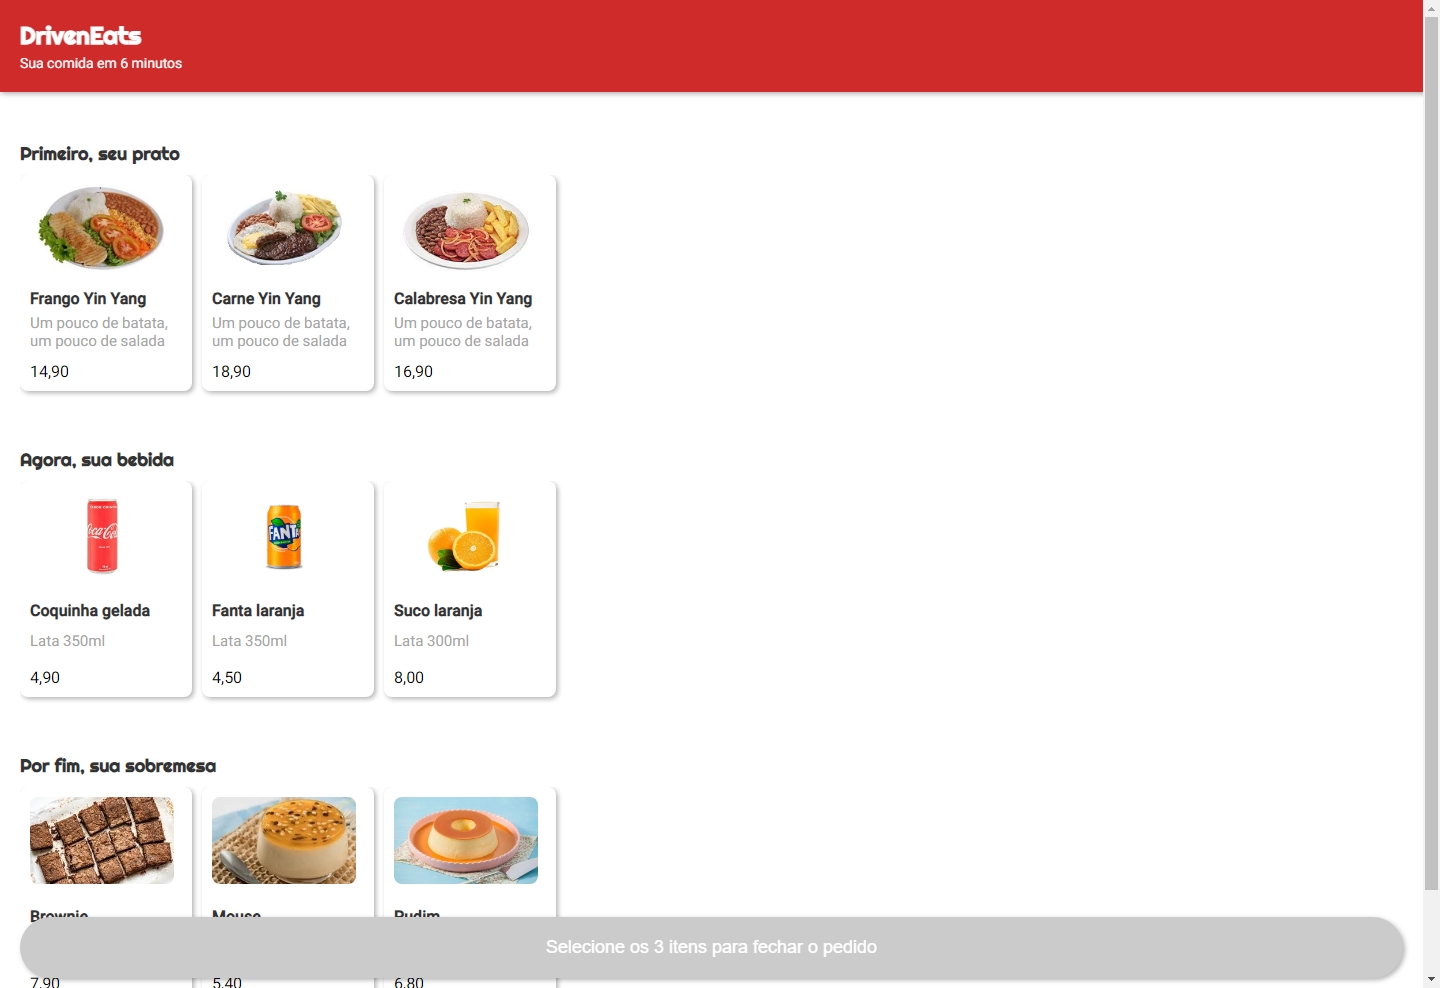 DrivenEats
Sua comida em 6 minutos
Primeiro, seu prato
Frango Yin Yang
Um pouco de batata,
um pouco de salada
14,90
Carne Yin Yang
Um pouco de batata,
um pouco de salada
18,90
Calabresa Yin Yang
Um pouco de batata,
um pouco de salada
16,90
Agora, sua bebida
Coca-Cola
Coquinha gelada
Lata 350ml
4,90
FANTA
Fanta laranja
Lata 350ml
4,50
Suco laranja
Lata 300ml
8,00
Por fim, sua sobremesa
Brownie
7,90
Mouse
5,40
Pudim
6,80
Selecione os 3 itens para fechar o pedido